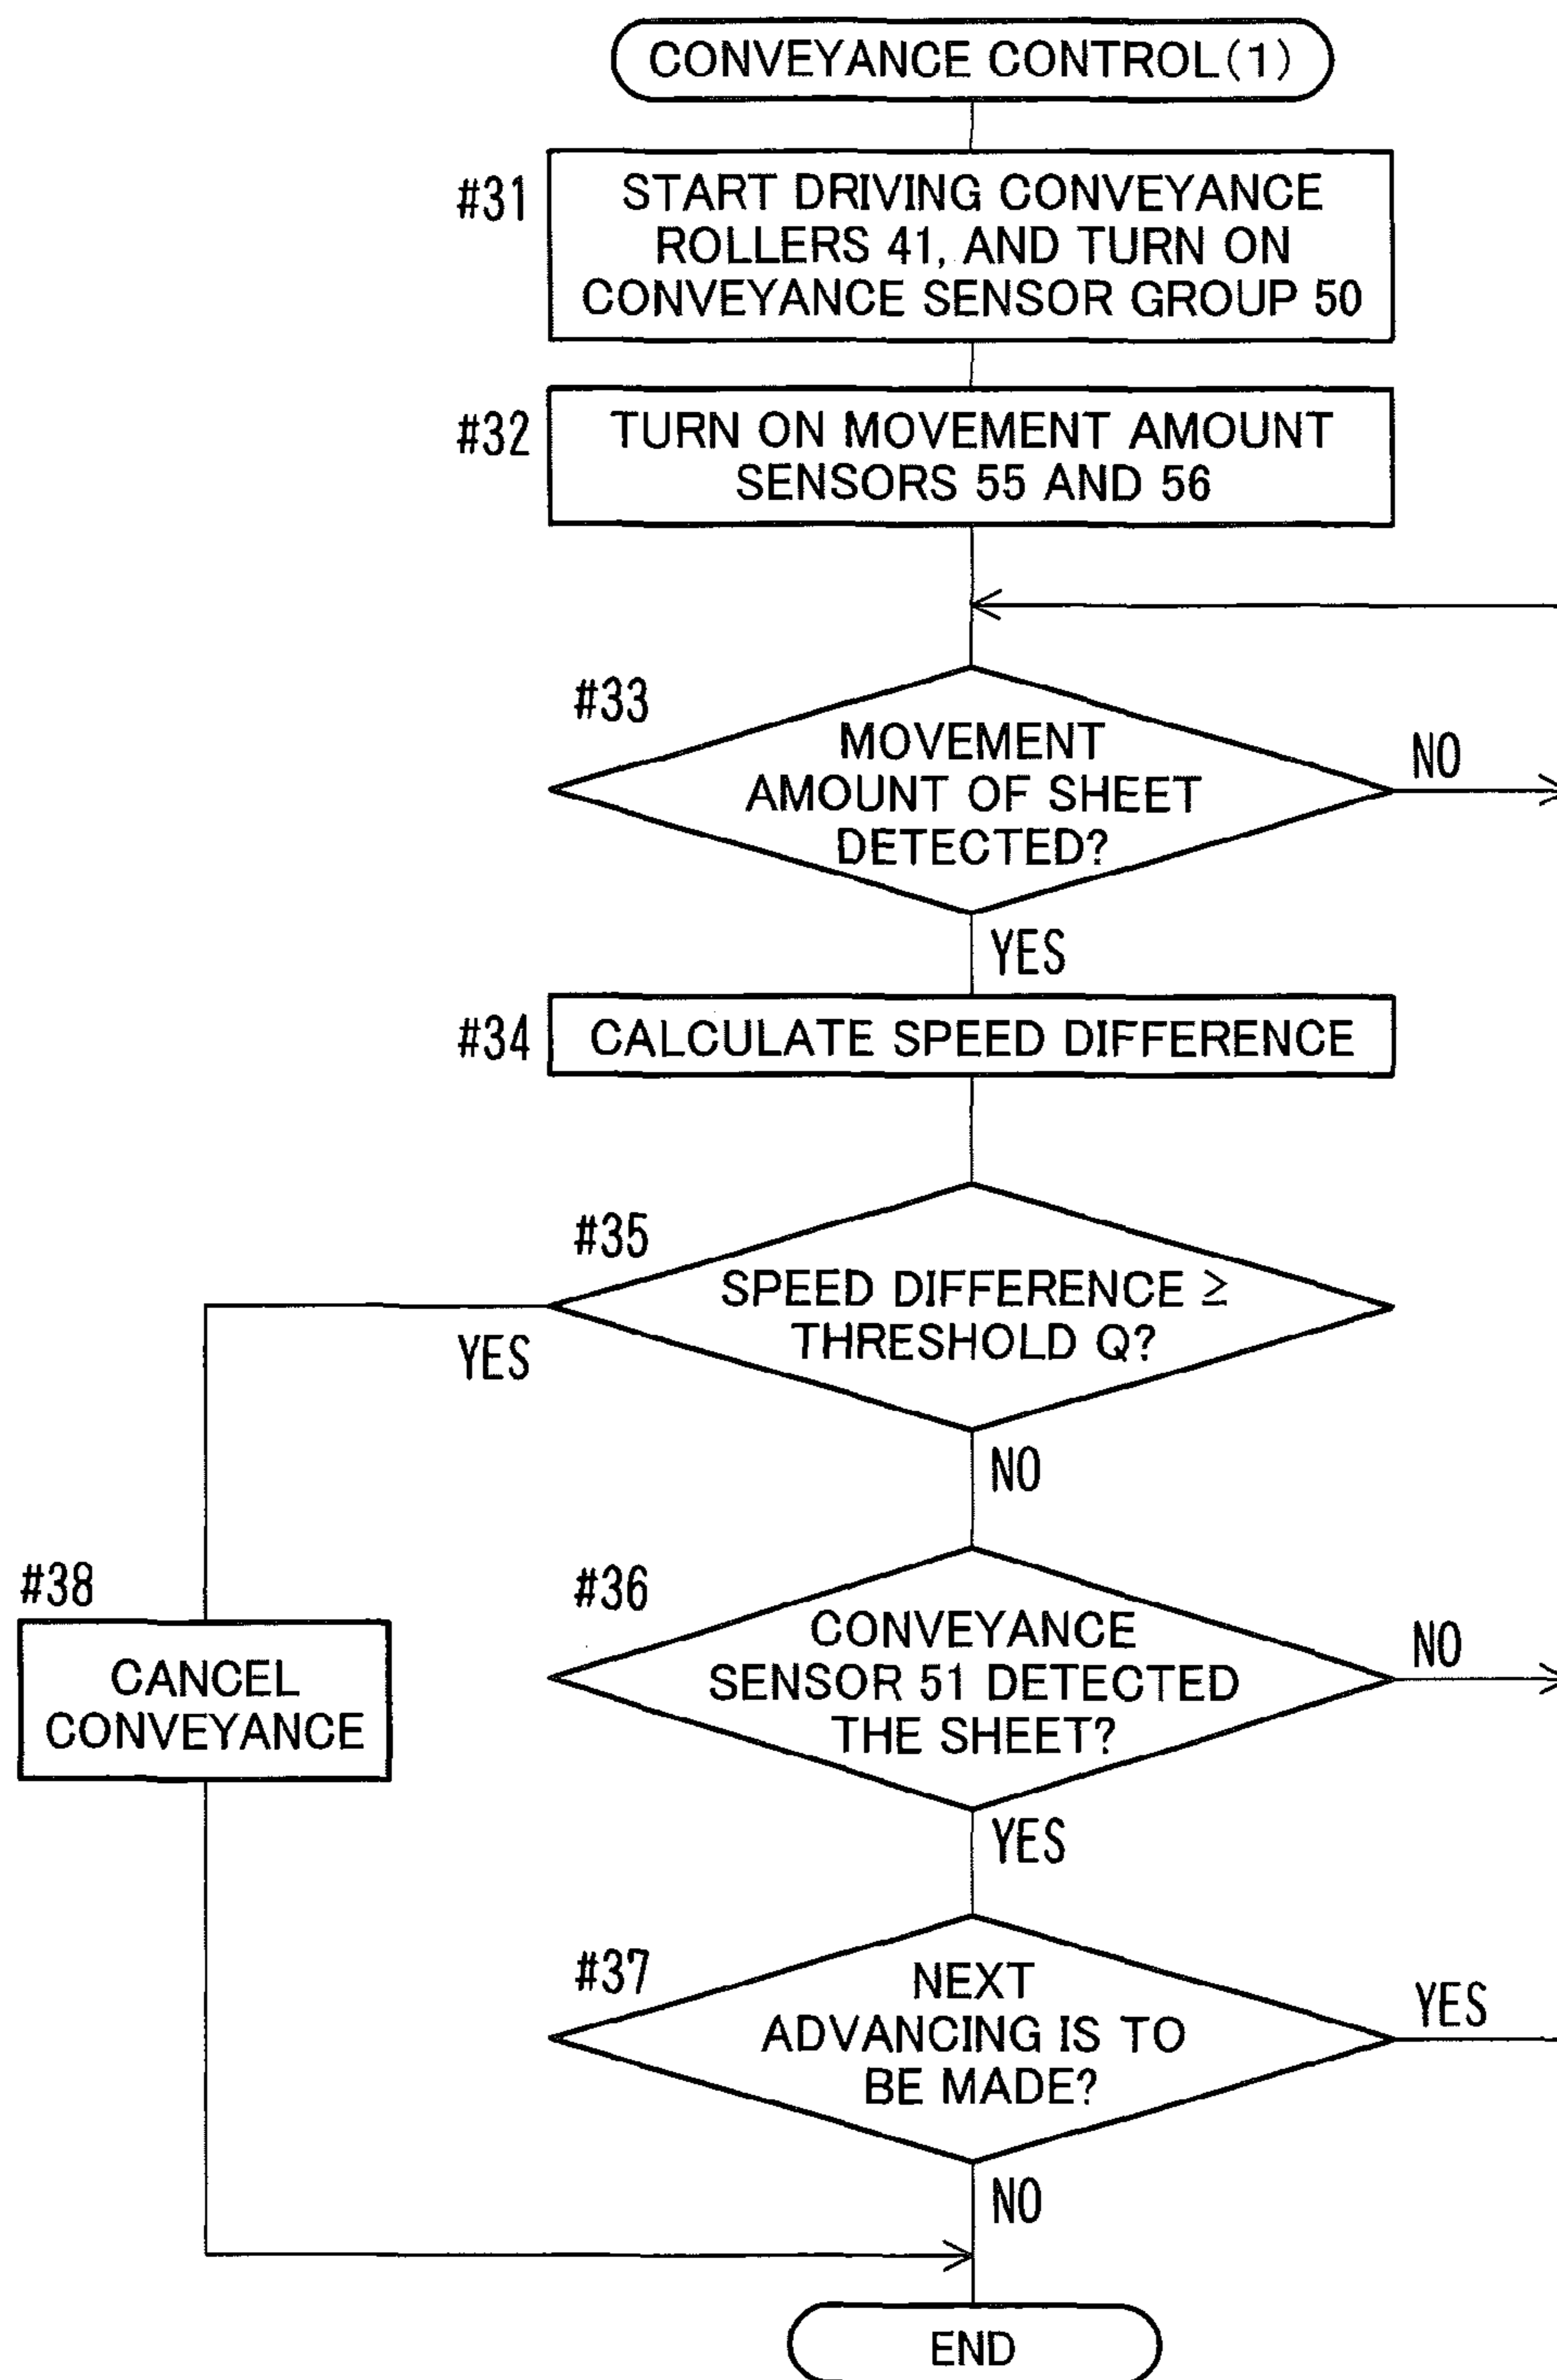 CONVEYANCE CONTROL(1)
#31
START DRIVING CONVEYANCE
ROLLERS 41, AND TURN ON
CONVEYANCE SENSOR GROUP 50
#32
TURN ON MOVEMENT AMOUNT
SENSORS 55 AND 56
#33
MOVEMENT
AMOUNT OF SHEET
DETECTED?
NO
YES
#34
CALCULATE SPEED DIFFERENCE
#35
SPEED DIFFERENCE ≥
THRESHOLD Q?
YES
NO
#38
CANCEL
CONVEYANCE
#36
CONVEYANCE
SENSOR 51 DETECTED
THE SHEET?
NO
YES
#37
NEXT
ADVANCING IS TO
BE MADE?
YES
NO
END